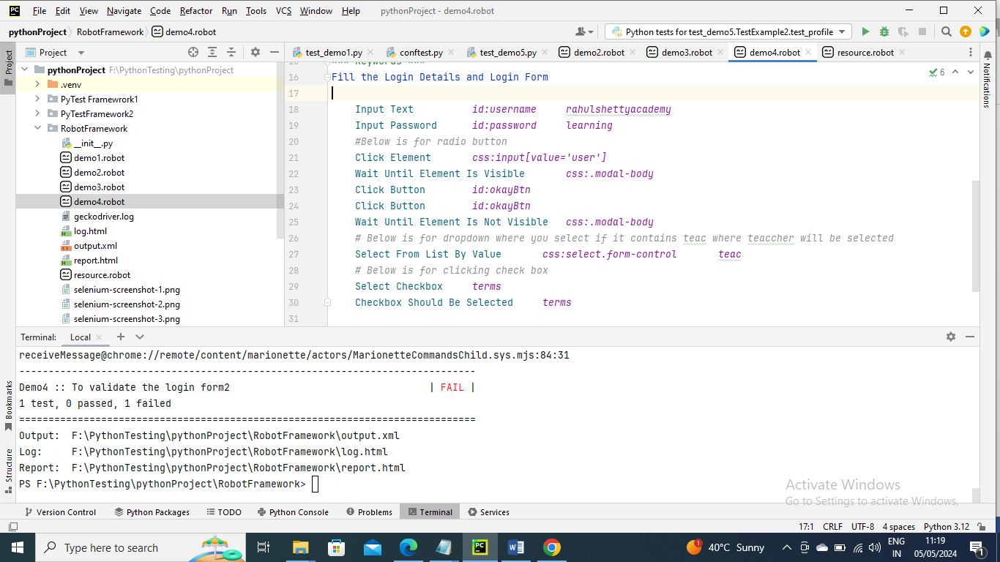 File Edit View Navigate Code Refactor Run Tools VCS Window Help pythonProject - demo4.robot
pythonProject RobotFramework demo4.robot Python tests for test_demo5.TestExample2.test_profile
Project
test_demo1.py conftest.py test_demo5.py demo2.robot demo3.robot demo4.robot resource.robot
Project
Notifications
Bookmarks
Structure
pythonProject F:\PythonTesting\pythonProject
.venv
PyTest Framewrork1
PyTestFramework2
RobotFramework
__init__.py
demo1.robot
demo2.robot
demo3.robot
demo4.robot
geckodriver.log
log.html
output.xml
report.html
resource.robot
selenium-screenshot-1.png
selenium-screenshot-2.png
selenium-screenshot-3.png
15 *** Keywords ***
6
16 Fill the Login Details and Login Form
17
18 Input Text id:username rahulshettyacademy
19 Input Password id:password learning
20 #Below is for radio button
21 Click Element css:input[value='user']
22 Wait Until Element Is Visible css:.modal-body
23 Click Button id:okayBtn
24 Click Button id:okayBtn
25 Wait Until Element Is Not Visible css:.modal-body
26 # Below is for dropdown where you select if it contains teac where teaccher will be selected
27 Select From List By Value css:select.form-control teac
28 # Below is for clicking check box
29 Select Checkbox terms
30 Checkbox Should Be Selected terms
31
Terminal: Local
receiveMessage@chrome://remote/content/marionette/actors/MarionetteCommandsChild.sys.mjs:84:31
------------------------------------------------------------------------------
Demo4 :: To validate the login form2 | FAIL |
1 test, 0 passed, 1 failed
==============================================================================
Output: F:\PythonTesting\pythonProject\RobotFramework\output.xml
Log: F:\PythonTesting\pythonProject\RobotFramework\log.html
Report: F:\PythonTesting\pythonProject\RobotFramework\report.html
PS F:\PythonTesting\pythonProject\RobotFramework>
Activate Windows
Go to Settings to activate Windows.
Version Control Python Packages TODO Python Console Problems Terminal Services
17:1 CRLF UTF-8 4 spaces Python 3.12
Type here to search
40°C Sunny
ENG
IN
11:19
05/05/2024
1